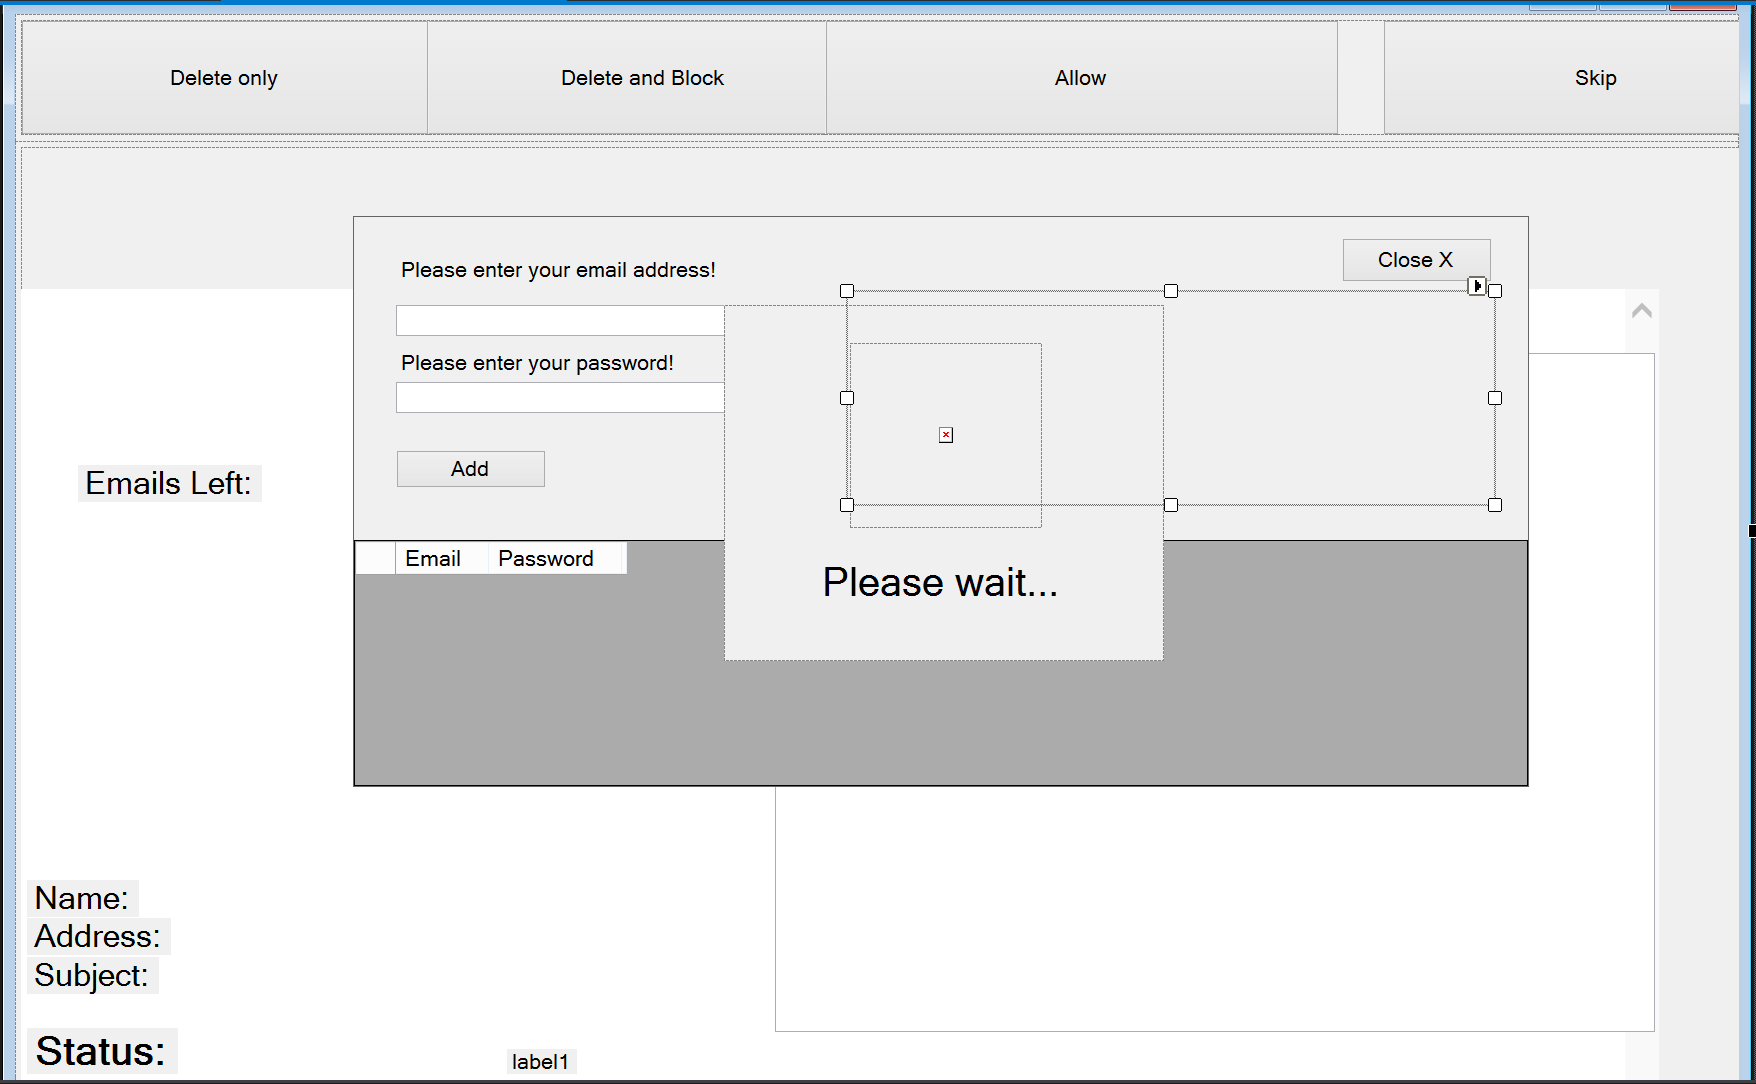 Delete only
Delete and Block
Allow
Skip
Close X
Please enter your email address!
Please enter your password!
Add
Emails Left:
Email
Password
Please wait...
Name:
Address:
Subject:
Status:
label1